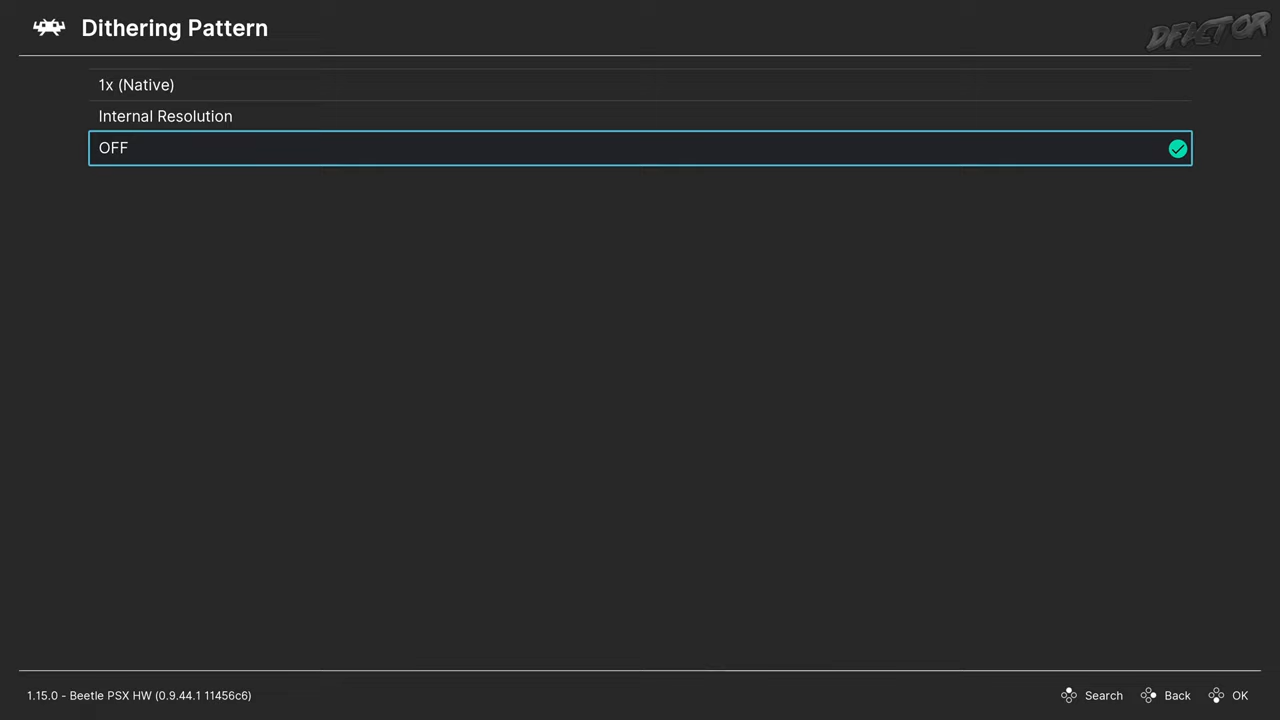 Dithering Pattern
DFACTOR
1x (Native)
Internal Resolution
OFF
1.15.0 - Beetle PSX HW (0.9.44.1 11456c6)
Search
Back
OK